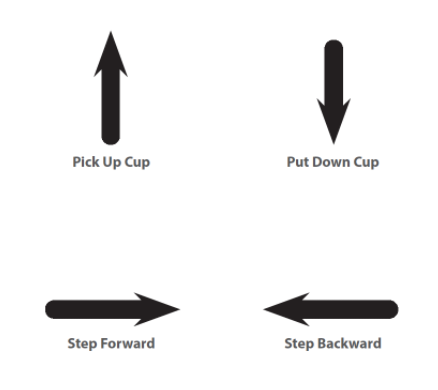 Pick Up Cup
Put Down Cup
Step Forward
Step Backward